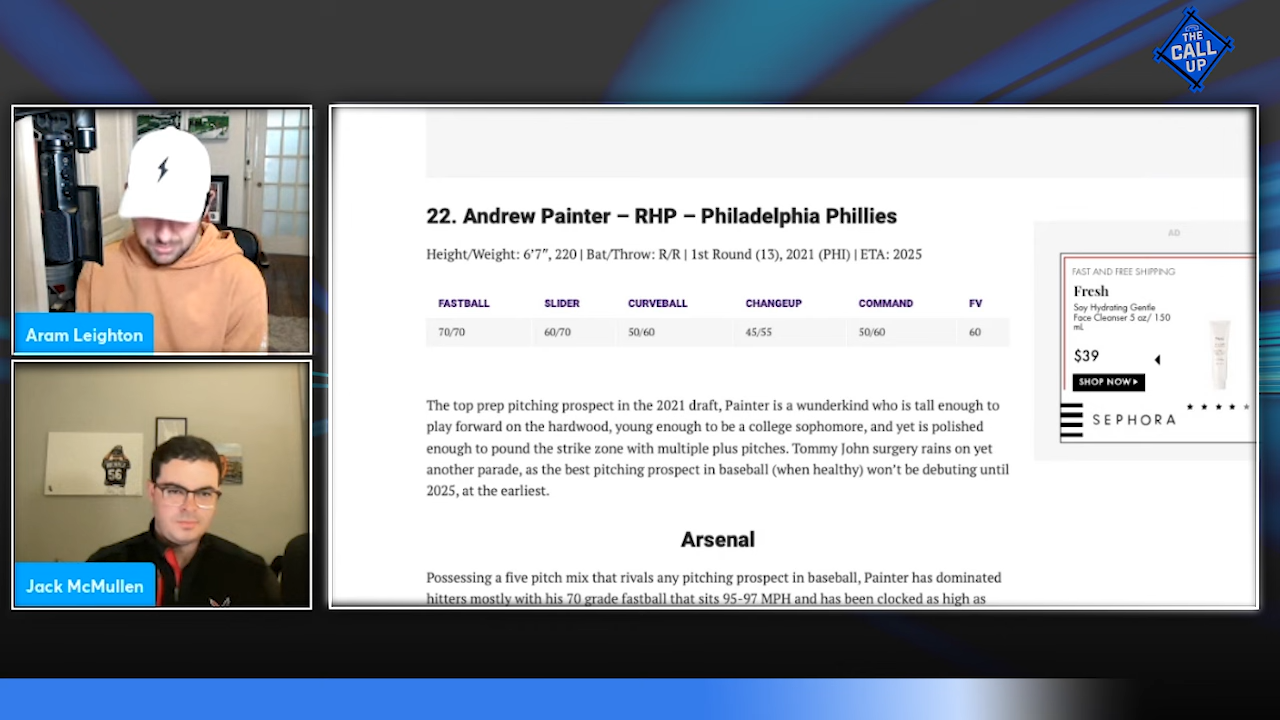 THE
CALL
UP
Aram Leighton
56
Jack McMullen
22. Andrew Painter – RHP – Philadelphia Phillies
Height/Weight: 6'7″, 220 | Bat/Throw: R/R | 1st Round (13), 2021 (PHI) | ETA: 2025
FASTBALL SLIDER CURVEBALL CHANGEUP COMMAND FV
70/70 60/70 50/60 45/55 50/60 60
The top prep pitching prospect in the 2021 draft, Painter is a wunderkind who is tall enough to
play forward on the hardwood, young enough to be a college sophomore, and yet is polished
enough to pound the strike zone with multiple plus pitches. Tommy John surgery rains on yet
another parade, as the best pitching prospect in baseball (when healthy) won't be debuting until
2025, at the earliest.
Arsenal
Possessing a five pitch mix that rivals any pitching prospect in baseball, Painter has dominated
hitters mostly with his 70 grade fastball that sits 95-97 MPH and has been clocked as high as
AD
FAST AND FREE SHIPPING
Fresh
Soy Hydrating Gentle
Face Cleanser 5 oz/ 150
mL
$39
SHOP NOW
SEPHORA